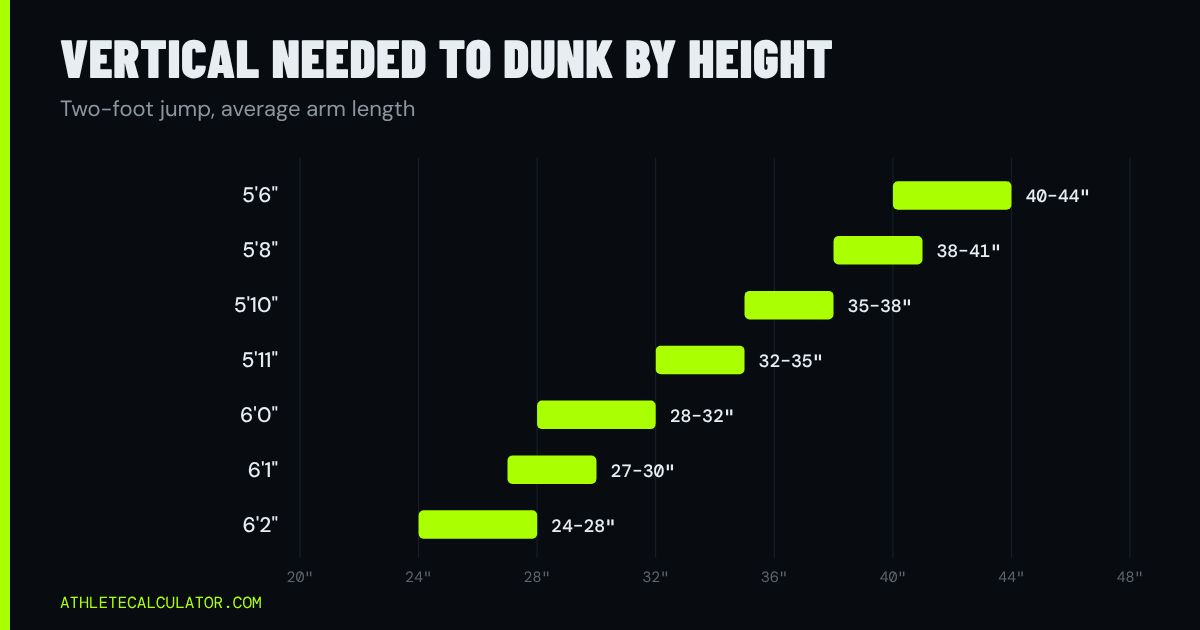 VERTICAL NEEDED TO DUNK BY HEIGHT
Two-foot jump, average arm length
5'6" 40-44"
5'8" 38-41"
5'10" 35-38"
5'11" 32-35"
6'0" 28-32"
6'1" 27-30"
6'2" 24-28"
20" 24" 28" 32" 36" 40" 44" 48"
ATHLETECALCULATOR.COM